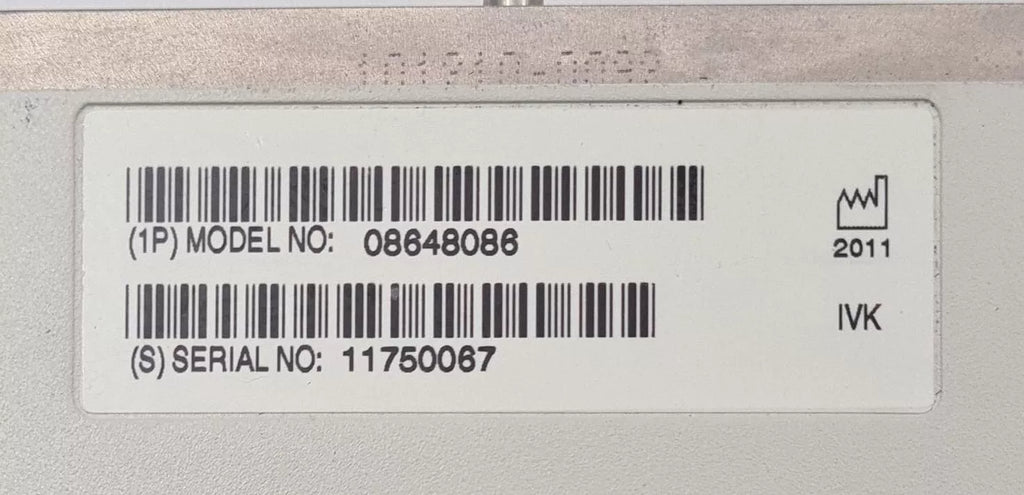 (1P) MODEL NO: 08648086
2011
(S) SERIAL NO: 11750067
IVK